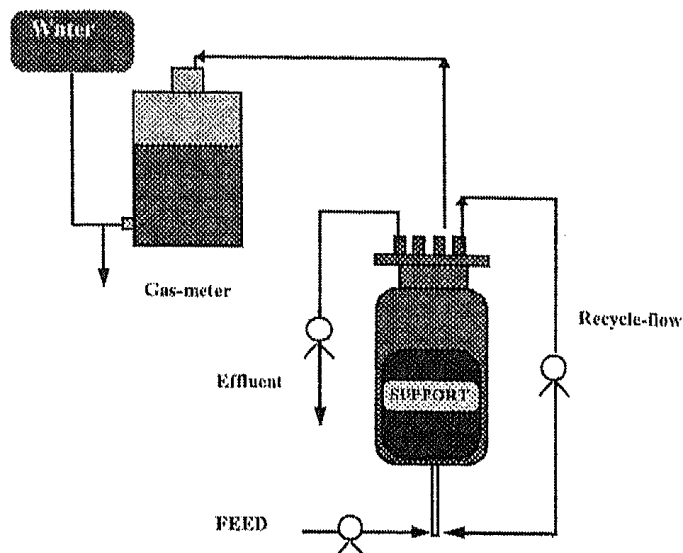 Water
Gas-meter
Recycle-flow
Effluent
SUPPORT
FEED